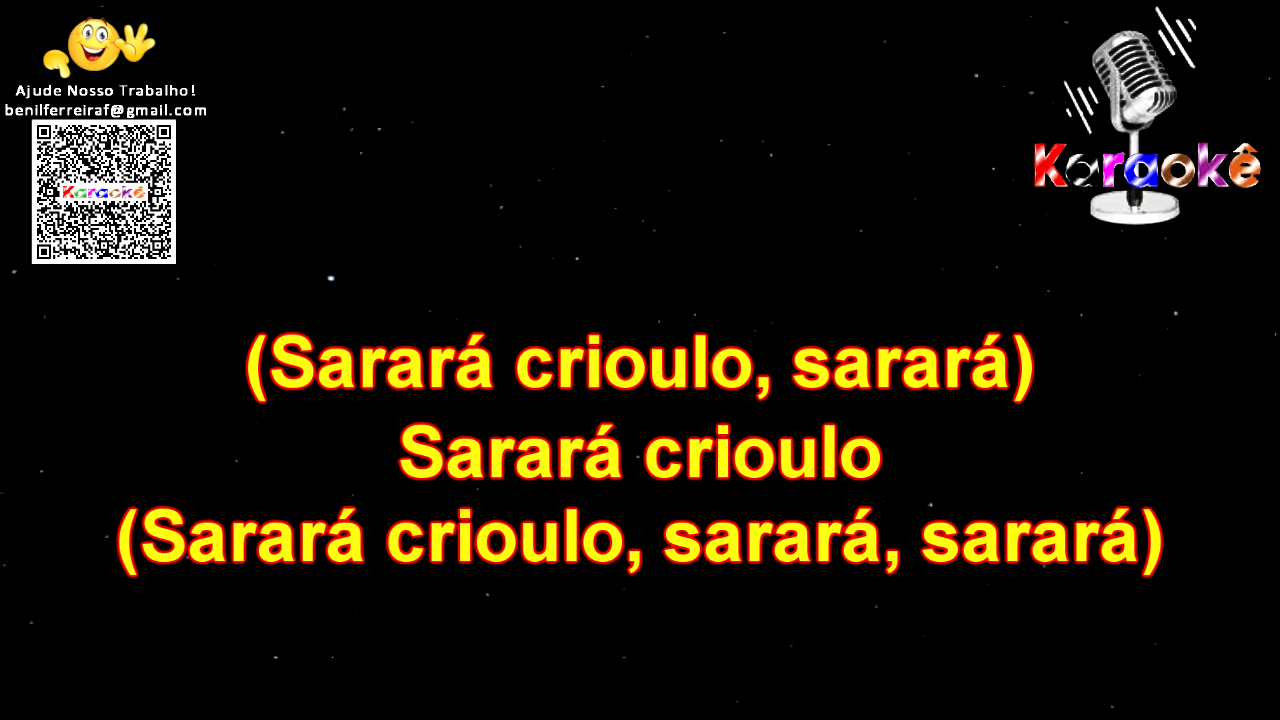 Ajude Nosso Trabalho!
benilferreiraf@gmail.com
Karaokê
Karaokê
(Sarará crioulo, sarará)
Sarará crioulo
(Sarará crioulo, sarará, sarará)